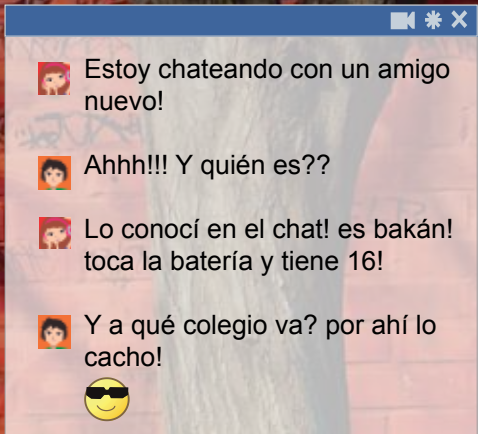 Estoy chateando con un amigo
nuevo!
Ahhh!!! Y quién es??
Lo conocí en el chat! es bakán!
toca la batería y tiene 16!
Y a qué colegio va? por ahí lo
cacho!